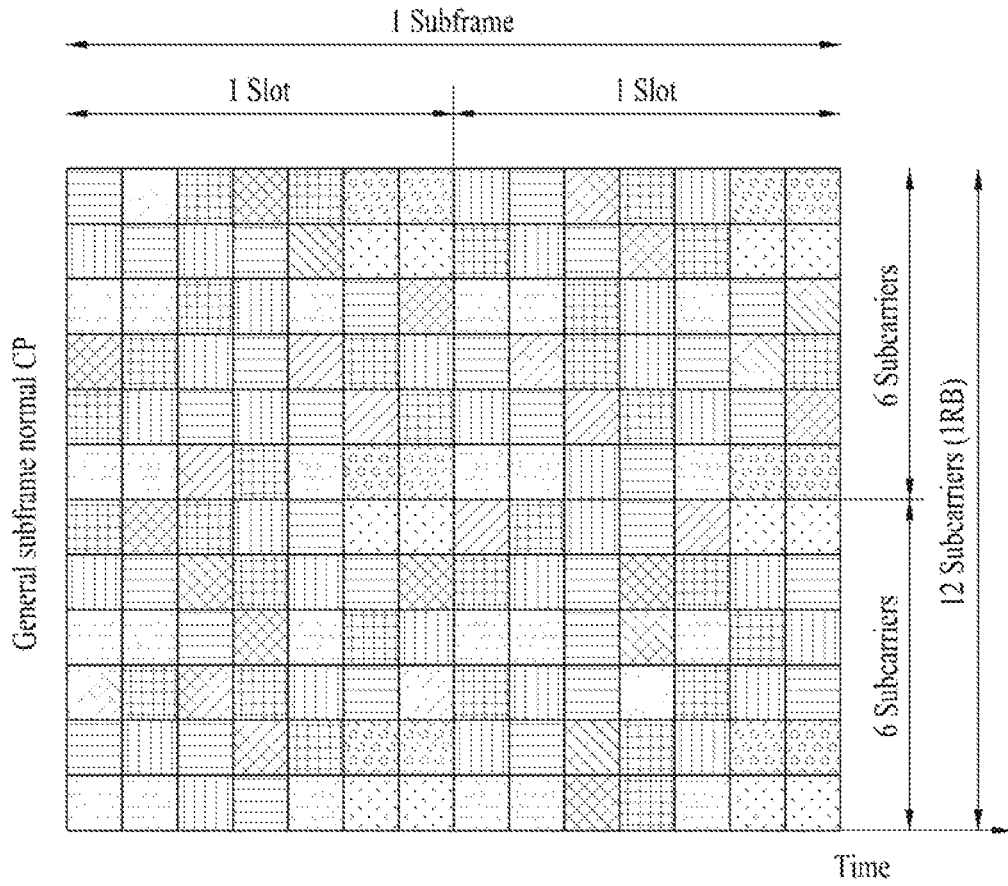 1 Subframe
1 Slot
1 Slot
General subframe normal CP
6 Subcarriers
6 Subcarriers
12 Subcarriers (1RB)
Time